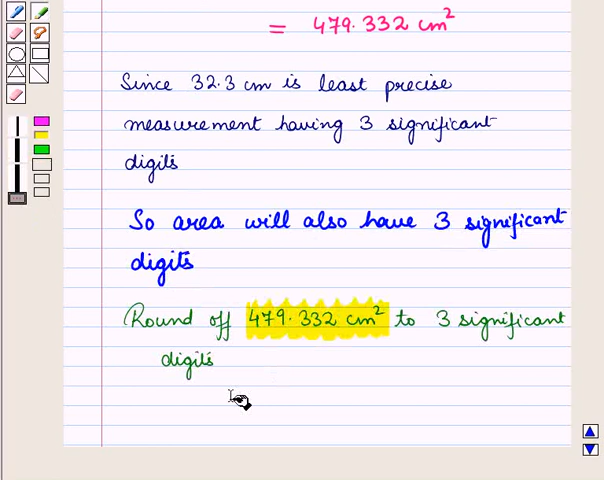 = 479.332 cm²
Since 32.3 cm is least precise
measurement having 3 significant
digits
So area will also have 3 significant
digits
Round off 479.332 cm² to 3 significant
digits